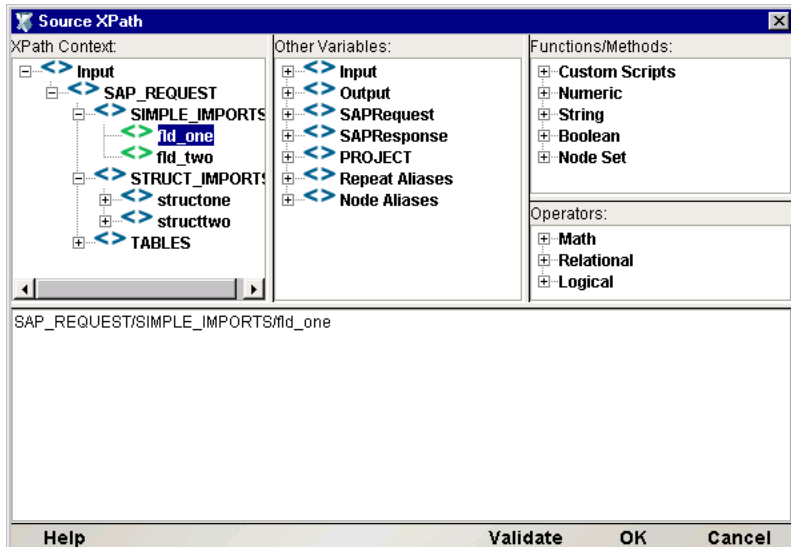 Source XPath
XPath Context:
Input
SAP_REQUEST
SIMPLE_IMPORTS
fld_one
fld_two
STRUCT_IMPORTS
structone
structtwo
TABLES
Other Variables:
Input
Output
SAPRequest
SAPResponse
PROJECT
Repeat Aliases
Node Aliases
Functions/Methods:
Custom Scripts
Numeric
String
Boolean
Node Set
Operators:
Math
Relational
Logical
SAP_REQUEST/SIMPLE_IMPORTS/fld_one
Help Validate OK Cancel